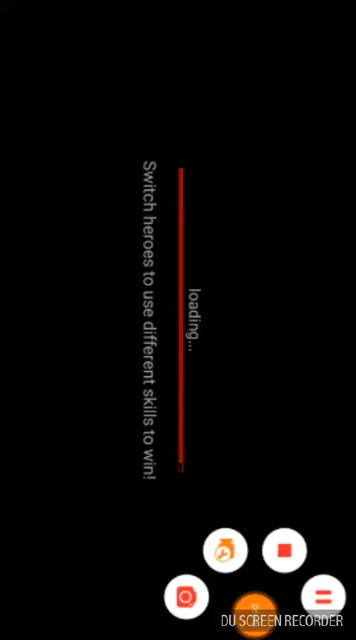 loading...
Switch heroes to use different skills to win!
DU SCREEN RECORDER